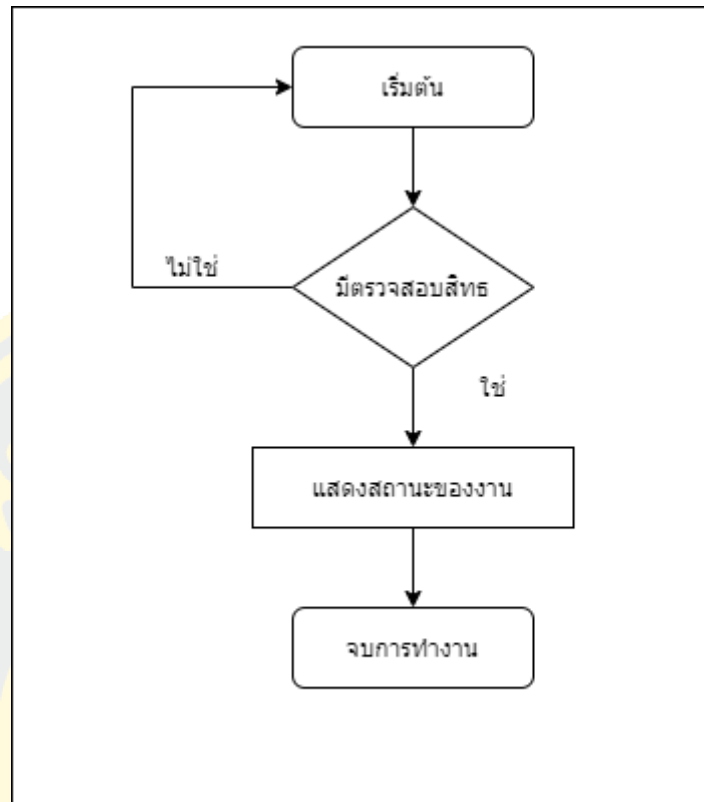 เริ่มต้น
มีตรวจสอบสิทธ
ไม่ใช่
ใช่
แสดงสถานะของงาน
จบการทำงาน